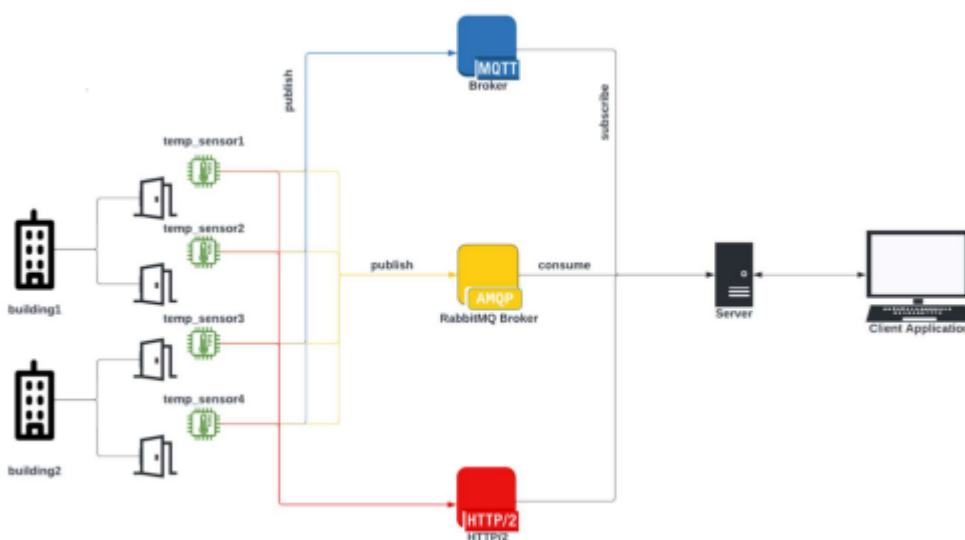 MQTT
Broker
publish
subscribe
temp_sensor1
temp_sensor2
building1
publish
AMQP
RabbitMQ Broker
consume
Server
Client Application
temp_sensor3
temp_sensor4
building2
HTTP/2
HTTP/2